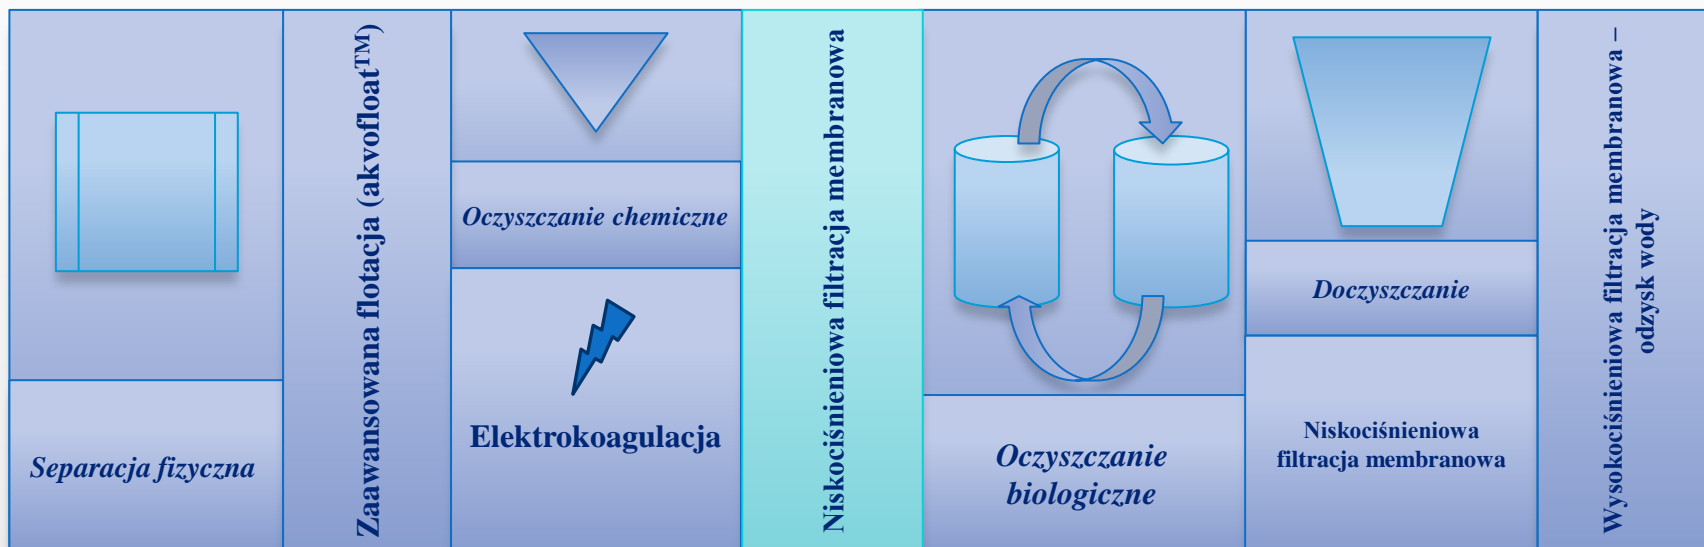 Separacja fizyczna
Zaawansowana flotacja (akvofloat™)
Oczyszczanie chemiczne
Elektrokoagulacja
Niskociśnieniowa filtracja membranowa
Oczyszczanie
biologiczne
Doczyszczanie
Niskociśnieniowa
filtracja membranowa
Wysokociśnieniowa filtracja membranowa –
odzysk wody